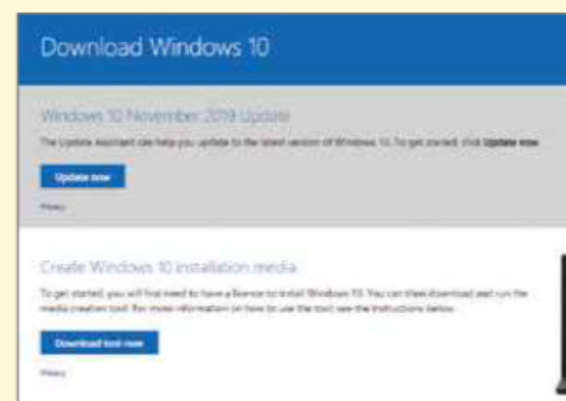 Download Windows 10
Windows 10 November 2019 Update
The Update Assistant can help you update to the latest version of Windows 10. To get started, click Update now.
Update now
Privacy
Create Windows 10 installation media
To get started, you will first need to have a licence to install Windows 10. You can then download and run the
media creation tool. For more information on how to use the tool, see the instructions below.
Download tool now
Privacy